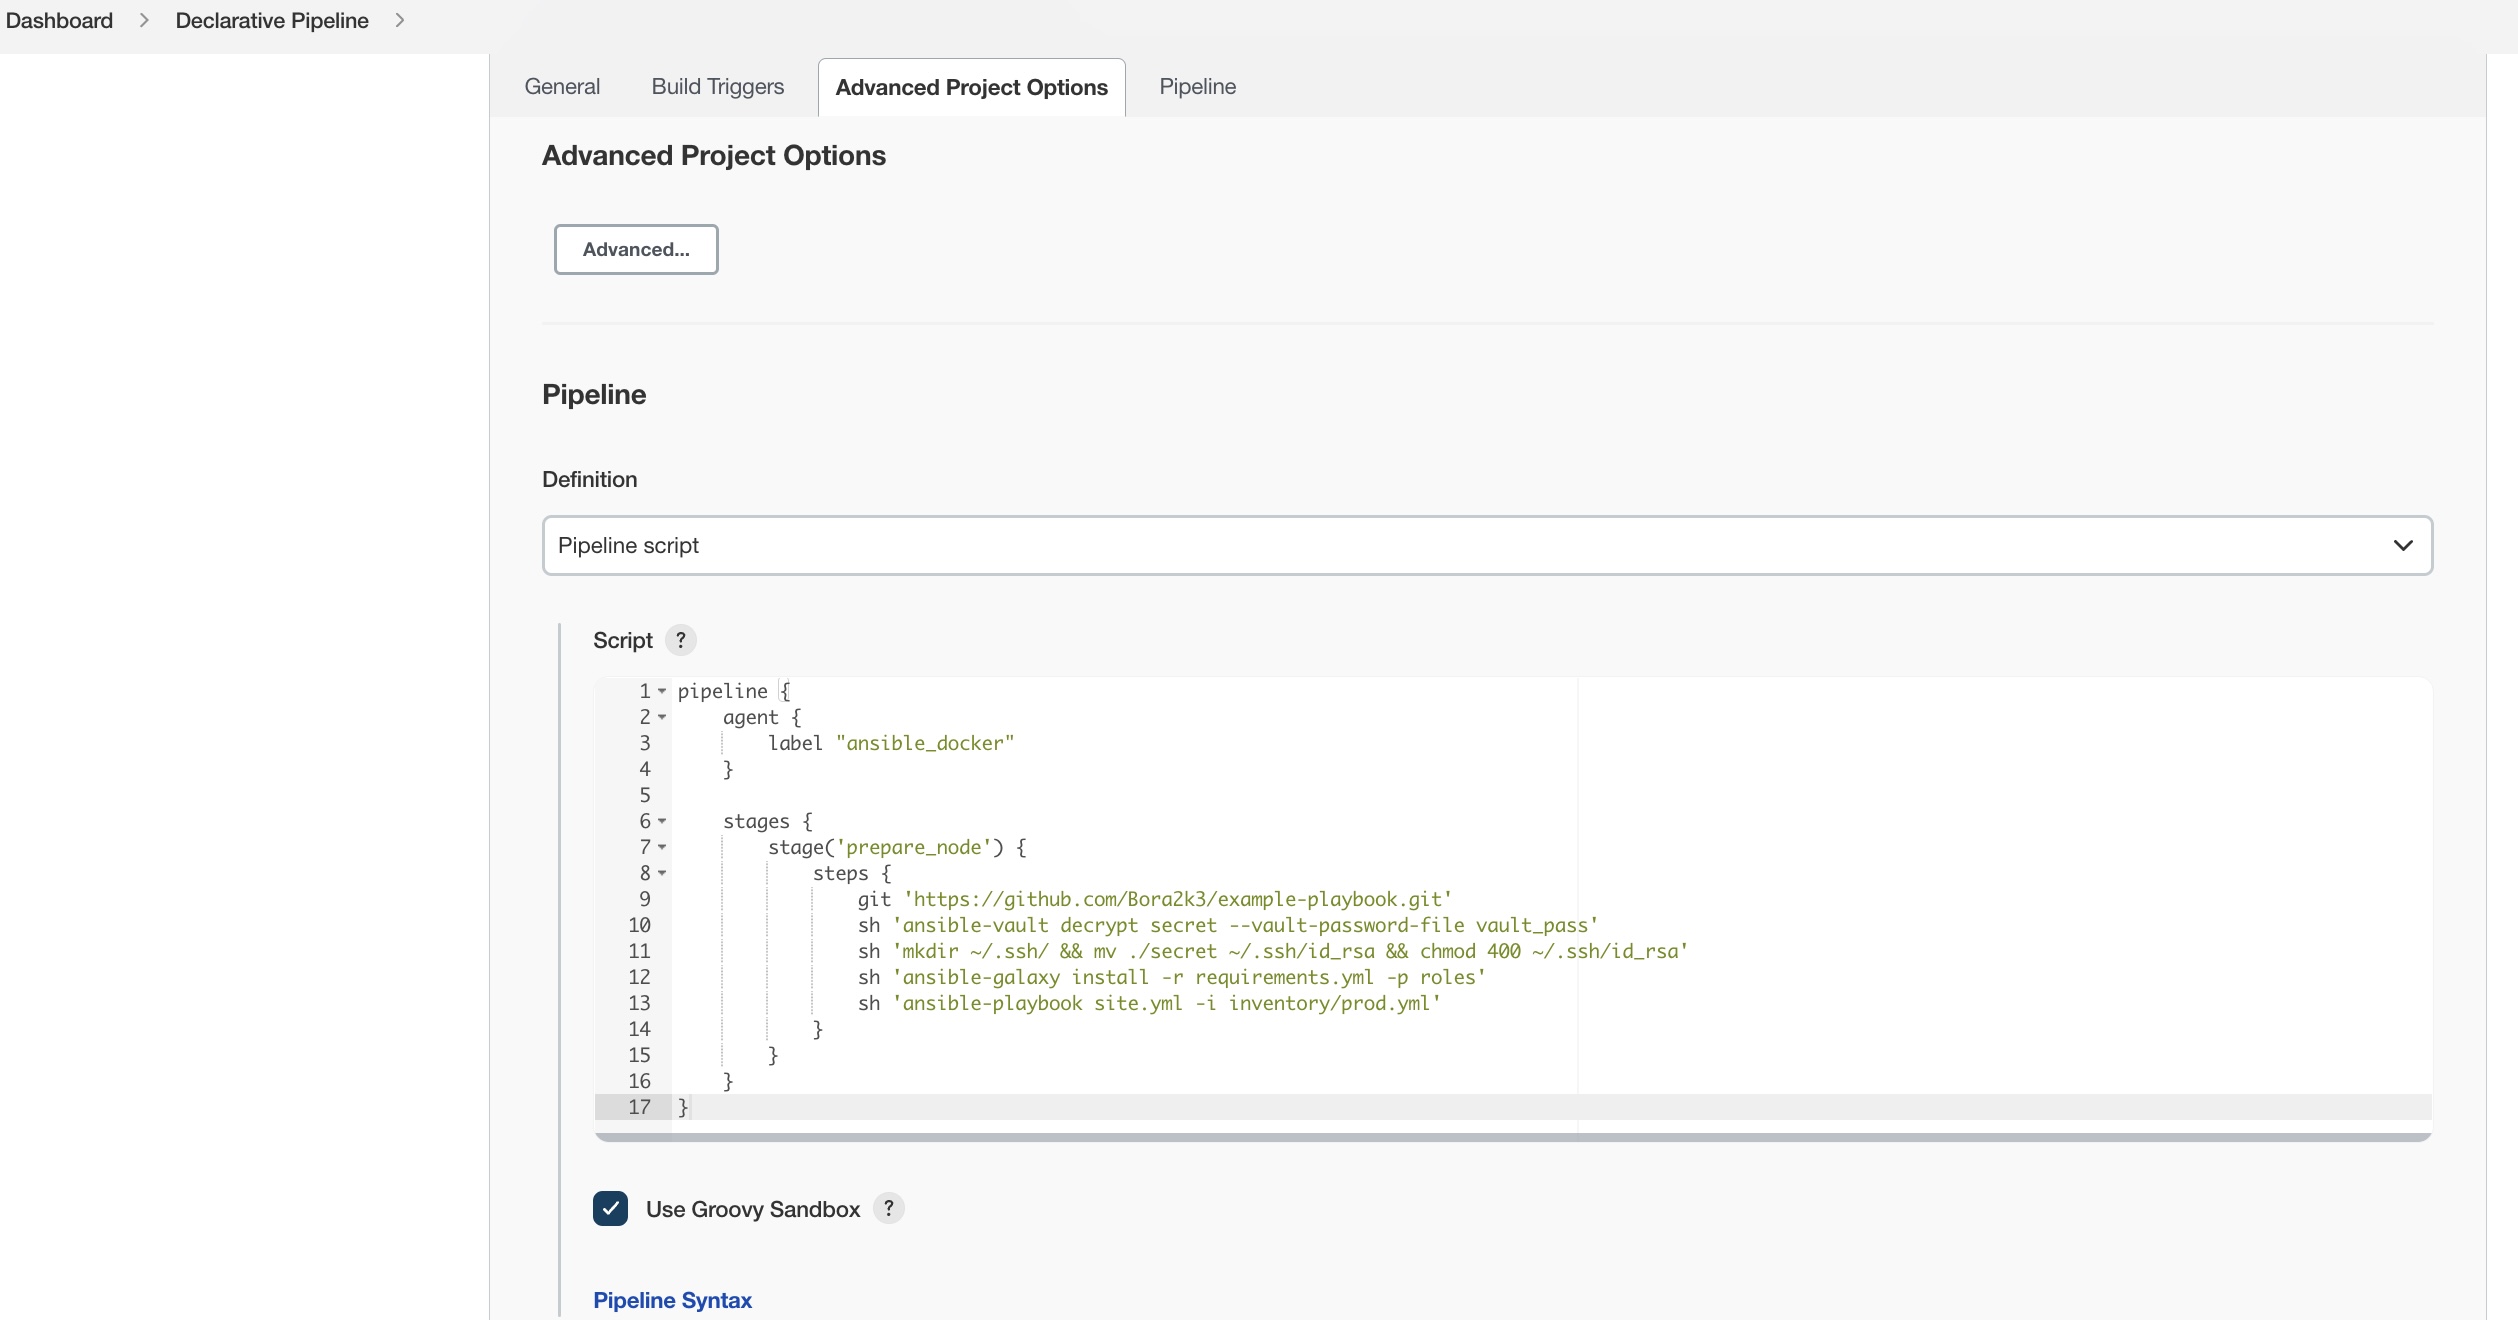 Dashboard > Declarative Pipeline >
General Build Triggers Advanced Project Options Pipeline
Advanced Project Options
Advanced...
Pipeline
Definition
Pipeline script
Script ?
1 pipeline {
2     agent {
3         label "ansible_docker"
4     }
5
6     stages {
7         stage('prepare_node') {
8             steps {
9                 git 'https://github.com/Bora2k3/example-playbook.git'
10                 sh 'ansible-vault decrypt secret --vault-password-file vault_pass'
11                 sh 'mkdir ~/.ssh/ && mv ./secret ~/.ssh/id_rsa && chmod 400 ~/.ssh/id_rsa'
12                 sh 'ansible-galaxy install -r requirements.yml -p roles'
13                 sh 'ansible-playbook site.yml -i inventory/prod.yml'
14             }
15         }
16     }
17 }
Use Groovy Sandbox ?
Pipeline Syntax